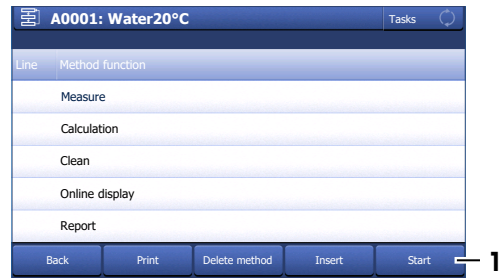 A0001: Water20°C Tasks
Line Method function
Measure
Calculation
Clean
Online display
Report
Back Print Delete method Insert Start 1